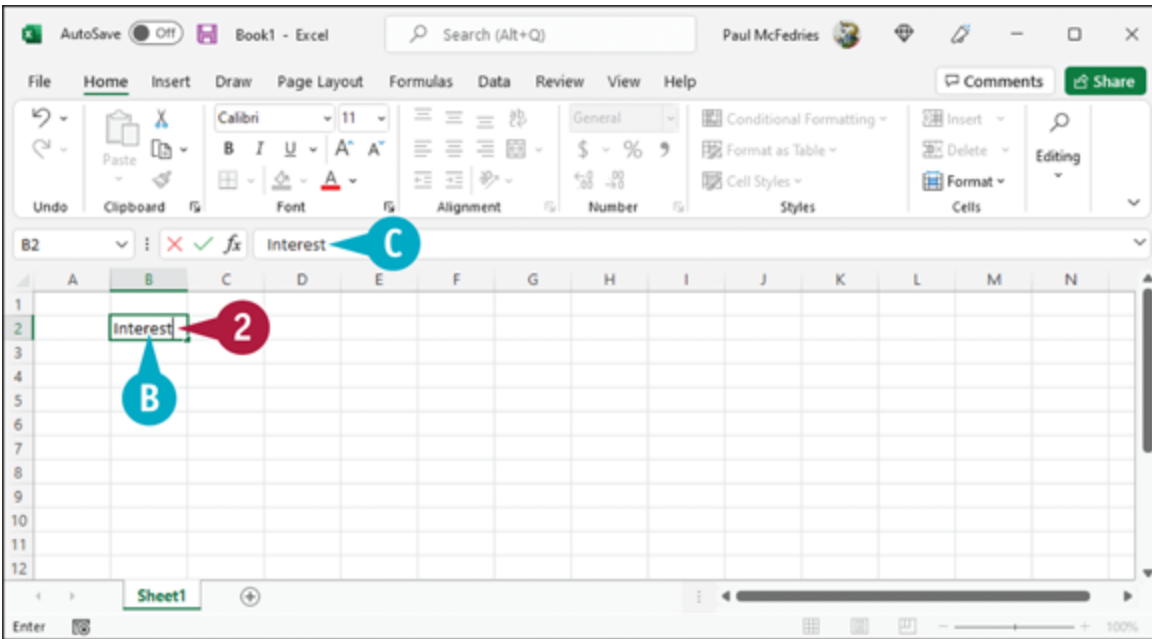 AutoSave Off Book1 - Excel Search (Alt+Q) Paul McFedries
File Home Insert Draw Page Layout Formulas Data Review View Help Comments Share
Calibri 11 General Conditional Formatting Insert
Paste B I U A A $ % 9 Format as Table Delete Editing
A Cell Styles Format
Undo Clipboard Font Alignment Number Styles Cells
B2 fx Interest C
A B C D E F G H I J K L M N
1
2 Interest 2
3
4
5 B
6
7
8
9
10
11
12
Sheet1
Enter 100%